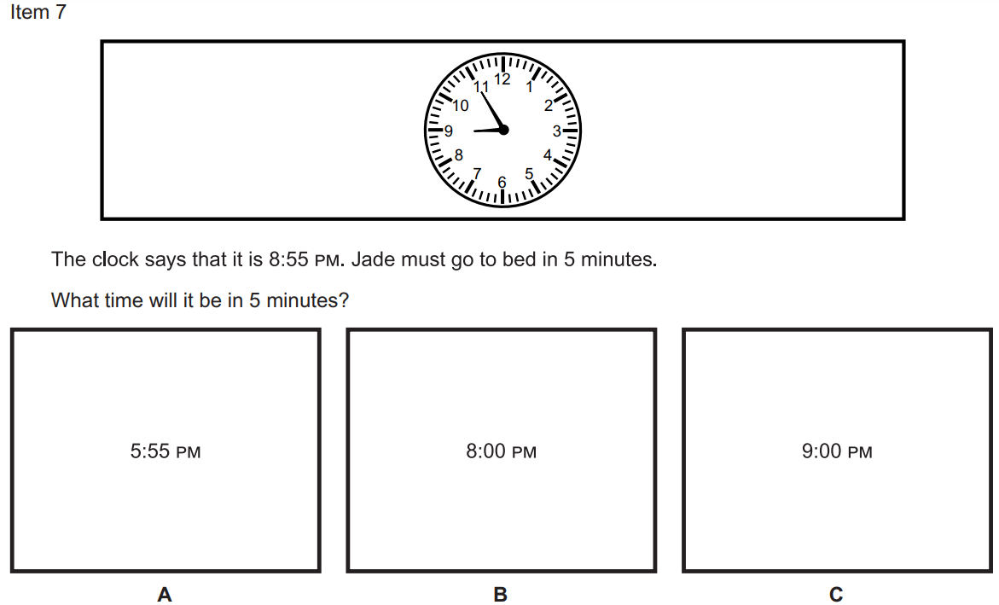 Item 7
12
11
1
10
2
9
3
8
4
7
5
6
The clock says that it is 8:55 PM. Jade must go to bed in 5 minutes.
What time will it be in 5 minutes?
5:55 PM
8:00 PM
9:00 PM
A
B
C